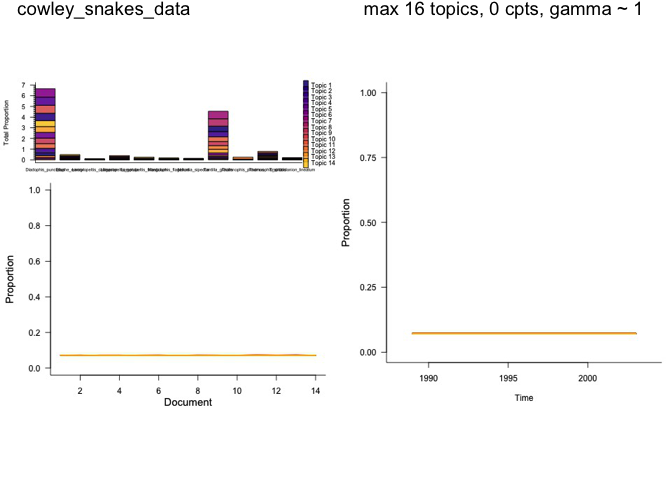 cowley_snakes_data
max 16 topics, 0 cpts, gamma ~ 1
Total Proportion
7
6
5
4
3
2
1
0
Topic 1
Topic 2
Topic 3
Topic 4
Topic 5
Topic 6
Topic 7
Topic 8
Topic 9
Topic 10
Topic 11
Topic 12
Topic 13
Topic 14
Proportion
1.0
0.8
0.6
0.4
0.2
0.0
2
4
6
8
10
12
14
Document
Proportion
1.00
0.75
0.50
0.25
0.00
1990
1995
2000
Time